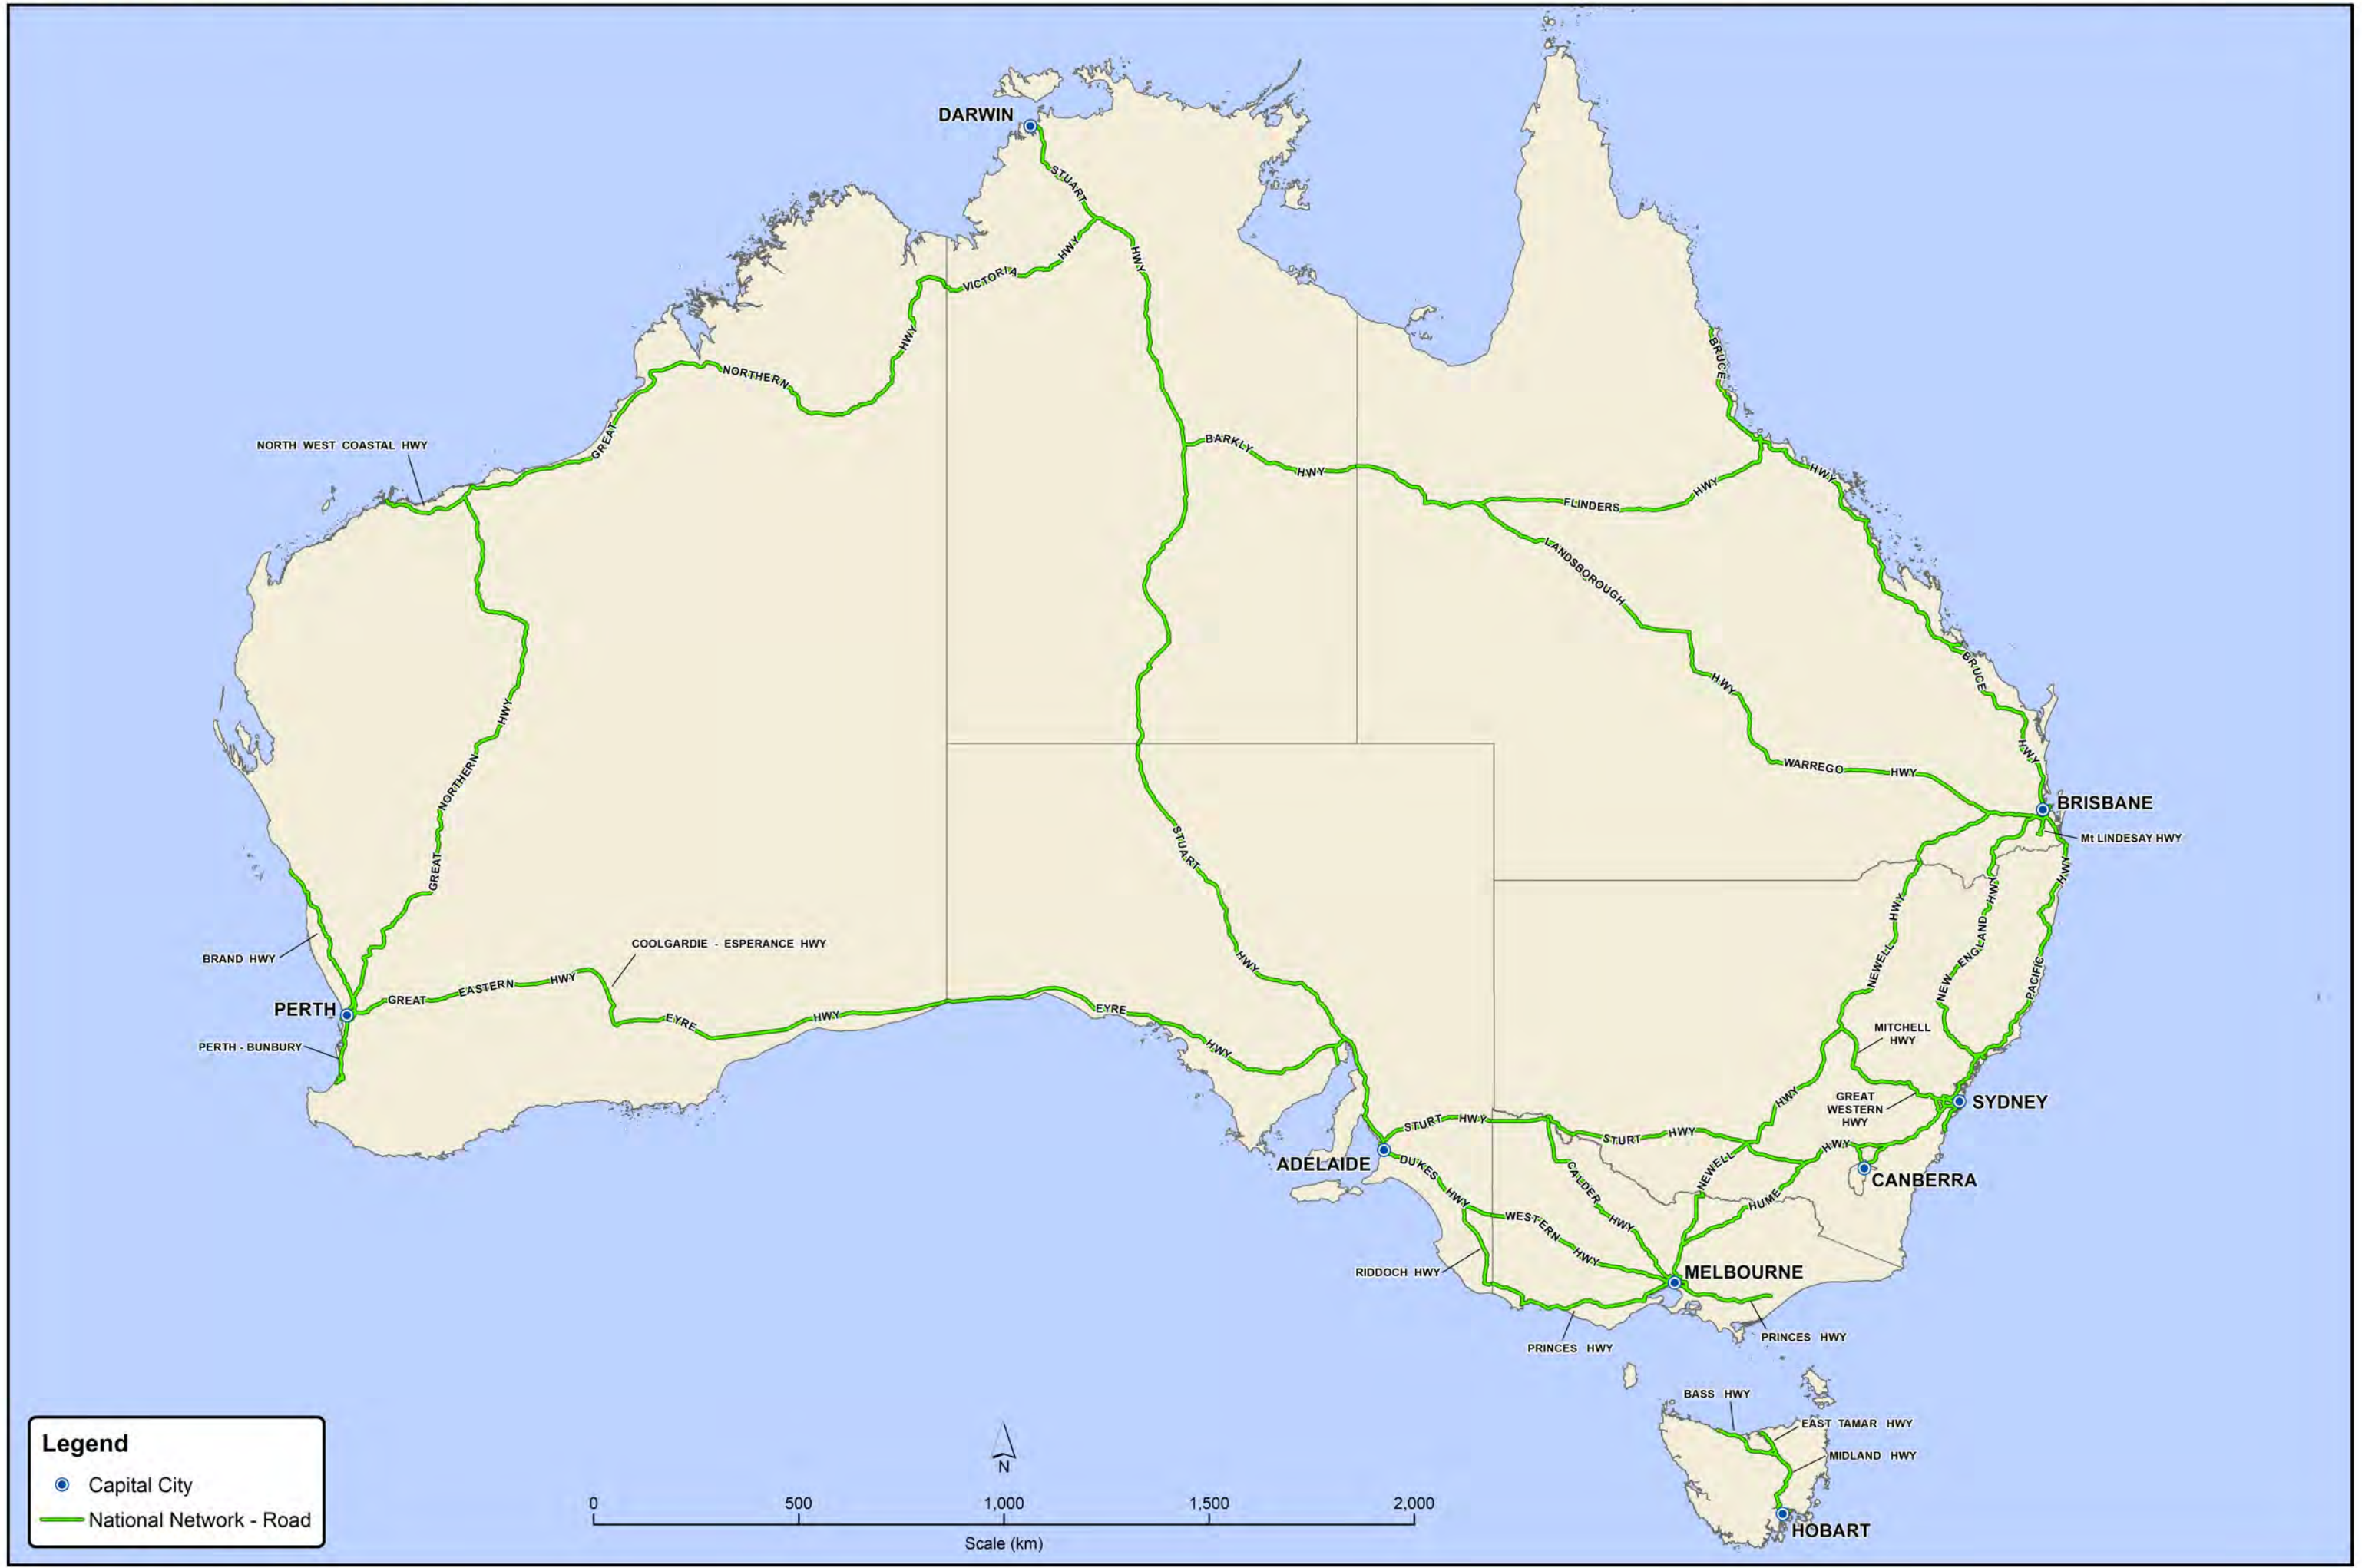 DARWIN
STUART
HWY
HWY
VICTORIA
HWY
NORTHERN
GREAT
NORTH WEST COASTAL HWY
BRUCE
BARKLY
HWY
FLINDERS
HWY
HWY
LANDSBOROUGH
HWY
BRUCE
HWY
WARREGO
HWY
BRISBANE
Mt LINDESAY HWY
HWY
NORTHERN
GREAT
STUART
HWY
HWY
NEWELL
HWY
ENGLAND
NEW
HWY
PACIFIC
BRAND HWY
COOLGARDIE - ESPERANCE HWY
PERTH
GREAT
EASTERN
HWY
EYRE
HWY
EYRE
HWY
PERTH - BUNBURY
MITCHELL
HWY
HWY
GREAT
WESTERN
HWY
SYDNEY
STURT
HWY
STURT
HWY
HWY
ADELAIDE
DUKES
HWY
CALDER
HWY
NEWELL
HUME
CANBERRA
WESTERN
HWY
RIDDOCH HWY
MELBOURNE
PRINCES HWY
PRINCES HWY
BASS HWY
EAST TAMAR HWY
MIDLAND HWY
HOBART
Legend
Capital City
National Network - Road
N
0 500 1,000 1,500 2,000
Scale (km)